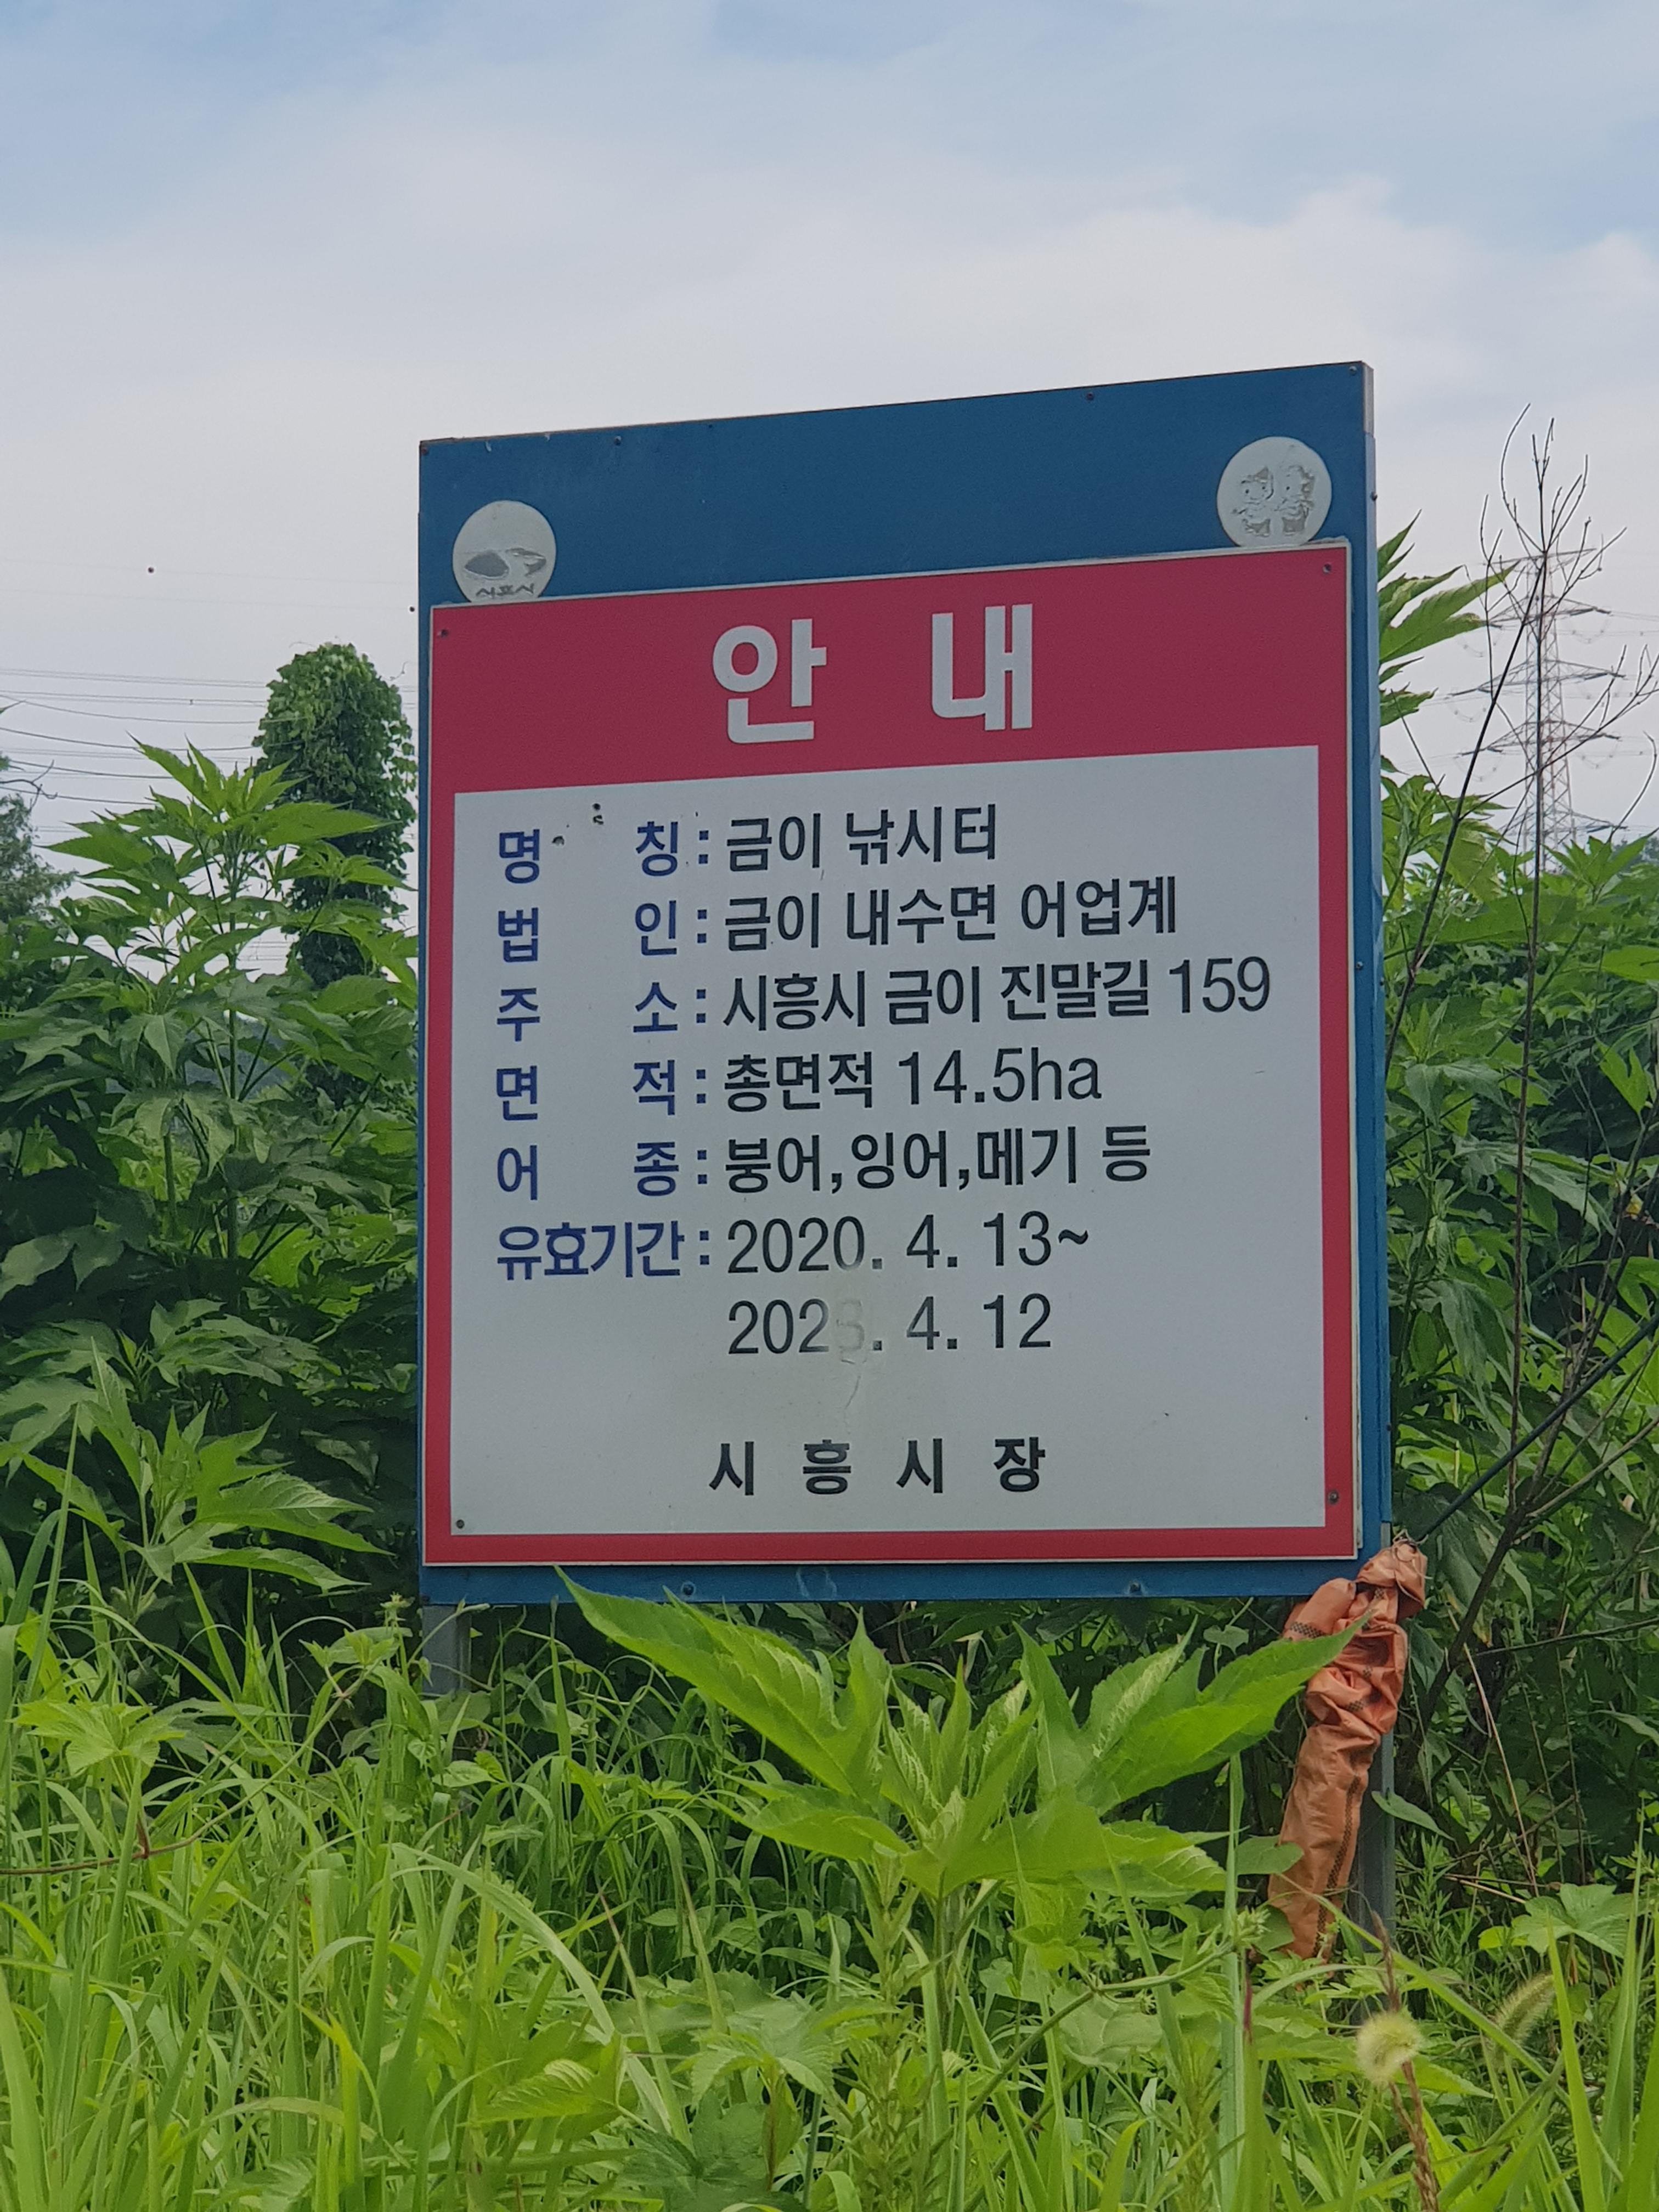 시흥시
안 내
명 칭 : 금이 낚시터
법 인 : 금이 내수면 어업계
주 소 : 시흥시 금이 진말길 159
면 적 : 총면적 14.5ha
어 종 : 붕어,잉어,메기 등
유효기간 : 2020. 4. 13~
4. 12
시 흥 시 장